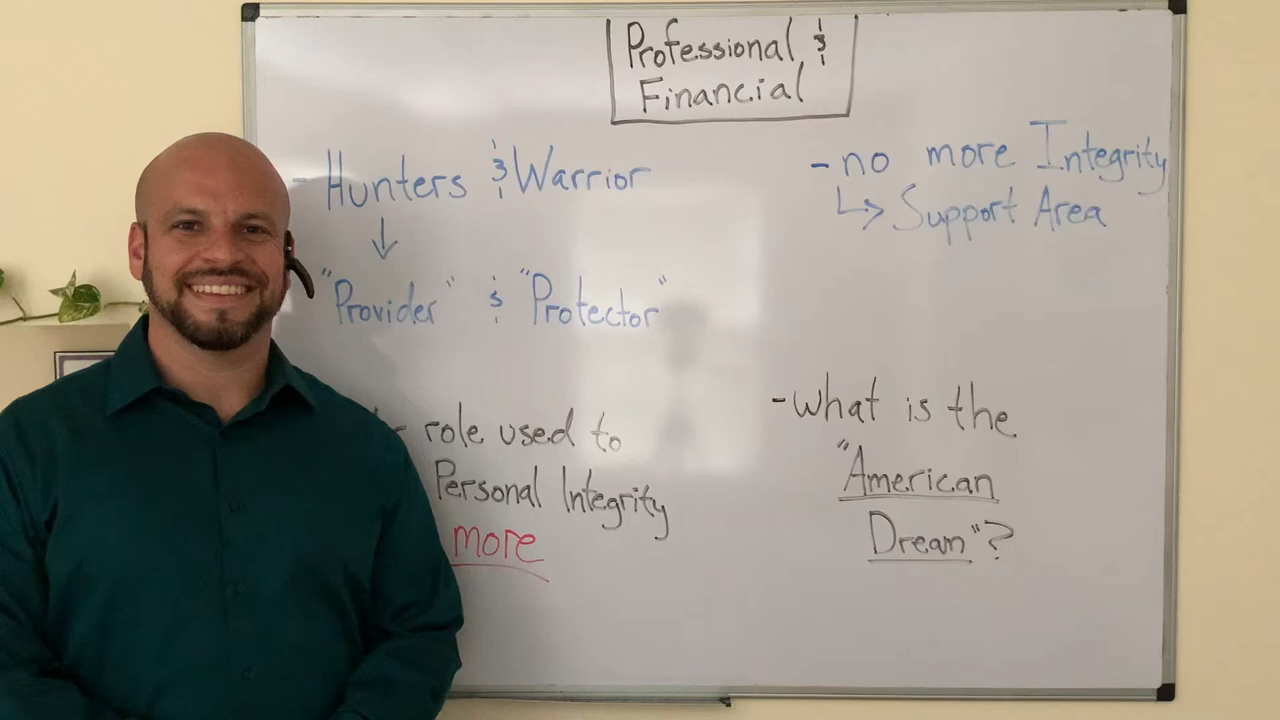 Professional &
Financial
- Hunters & Warrior
↓
"Provider" & "Protector"
- role used to
Personal Integrity
more
- no more Integrity
↳ Support Area
- What is the
"American
Dream"?